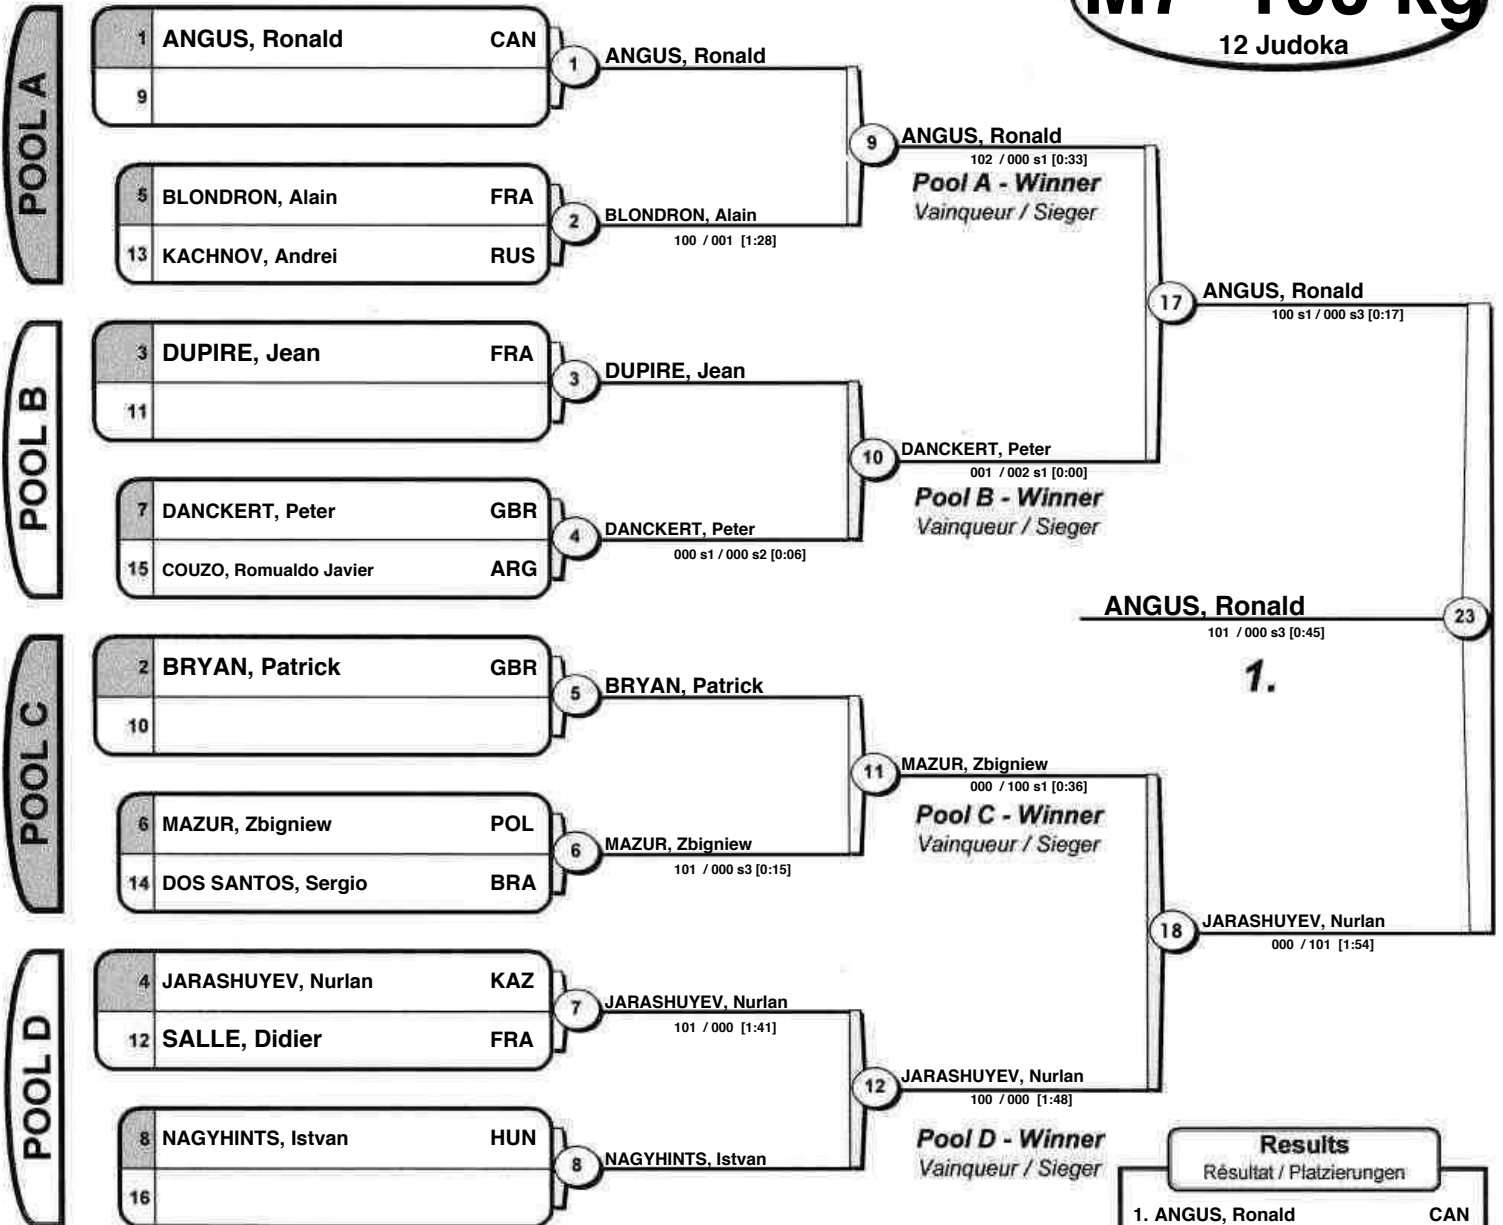 M7 -100 kg
12 Judoka
POOL A
1 ANGUS, Ronald CAN
9
1
ANGUS, Ronald
5 BLONDRON, Alain FRA
13 KACHNOV, Andrei RUS
2
BLONDRON, Alain
100 / 001 [1:28]
9
ANGUS, Ronald
102 / 000 s1 [0:33]
Pool A - Winner
Vainqueur / Sieger
POOL B
3 DUPIRE, Jean FRA
11
3
DUPIRE, Jean
7 DANCKERT, Peter GBR
15 COUZO, Romualdo Javier ARG
4
DANCKERT, Peter
000 s1 / 000 s2 [0:06]
10
DANCKERT, Peter
001 / 002 s1 [0:00]
Pool B - Winner
Vainqueur / Sieger
17
ANGUS, Ronald
100 s1 / 000 s3 [0:17]
ANGUS, Ronald
101 / 000 s3 [0:45]
1.
23
POOL C
2 BRYAN, Patrick GBR
10
5
BRYAN, Patrick
6 MAZUR, Zbigniew POL
14 DOS SANTOS, Sergio BRA
6
MAZUR, Zbigniew
101 / 000 s3 [0:15]
11
MAZUR, Zbigniew
000 / 100 s1 [0:36]
Pool C - Winner
Vainqueur / Sieger
18
JARASHUYEV, Nurlan
000 / 101 [1:54]
POOL D
4 JARASHUYEV, Nurlan KAZ
12 SALLE, Didier FRA
7
JARASHUYEV, Nurlan
101 / 000 [1:41]
8 NAGYHINTS, Istvan HUN
16
8
NAGYHINTS, Istvan
12
JARASHUYEV, Nurlan
100 / 000 [1:48]
Pool D - Winner
Vainqueur / Sieger
Results
Résultat / Platzierungen
1. ANGUS, Ronald CAN